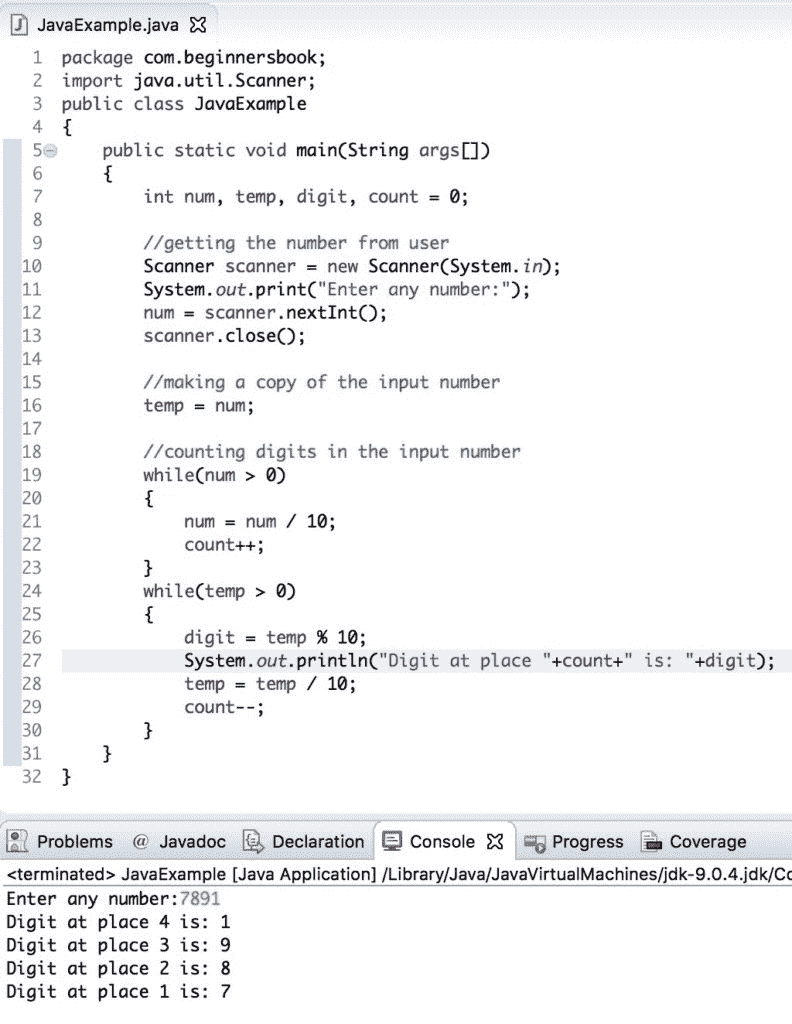 JavaExample.java
1 package com.beginnersbook;
2 import java.util.Scanner;
3 public class JavaExample
4 {
5     public static void main(String args[])
6     {
7         int num, temp, digit, count = 0;
8
9         //getting the number from user
10         Scanner scanner = new Scanner(System.in);
11         System.out.print("Enter any number:");
12         num = scanner.nextInt();
13         scanner.close();
14
15         //making a copy of the input number
16         temp = num;
17
18         //counting digits in the input number
19         while(num > 0)
20         {
21             num = num / 10;
22             count++;
23         }
24         while(temp > 0)
25         {
26             digit = temp % 10;
27             System.out.println("Digit at place "+count+" is: "+digit);
28             temp = temp / 10;
29             count--;
30         }
31     }
32 }
Problems @ Javadoc Declaration Console Progress Coverage
<terminated> JavaExample [Java Application] /Library/Java/JavaVirtualMachines/jdk-9.0.4.jdk/Co
Enter any number:7891
Digit at place 4 is: 1
Digit at place 3 is: 9
Digit at place 2 is: 8
Digit at place 1 is: 7